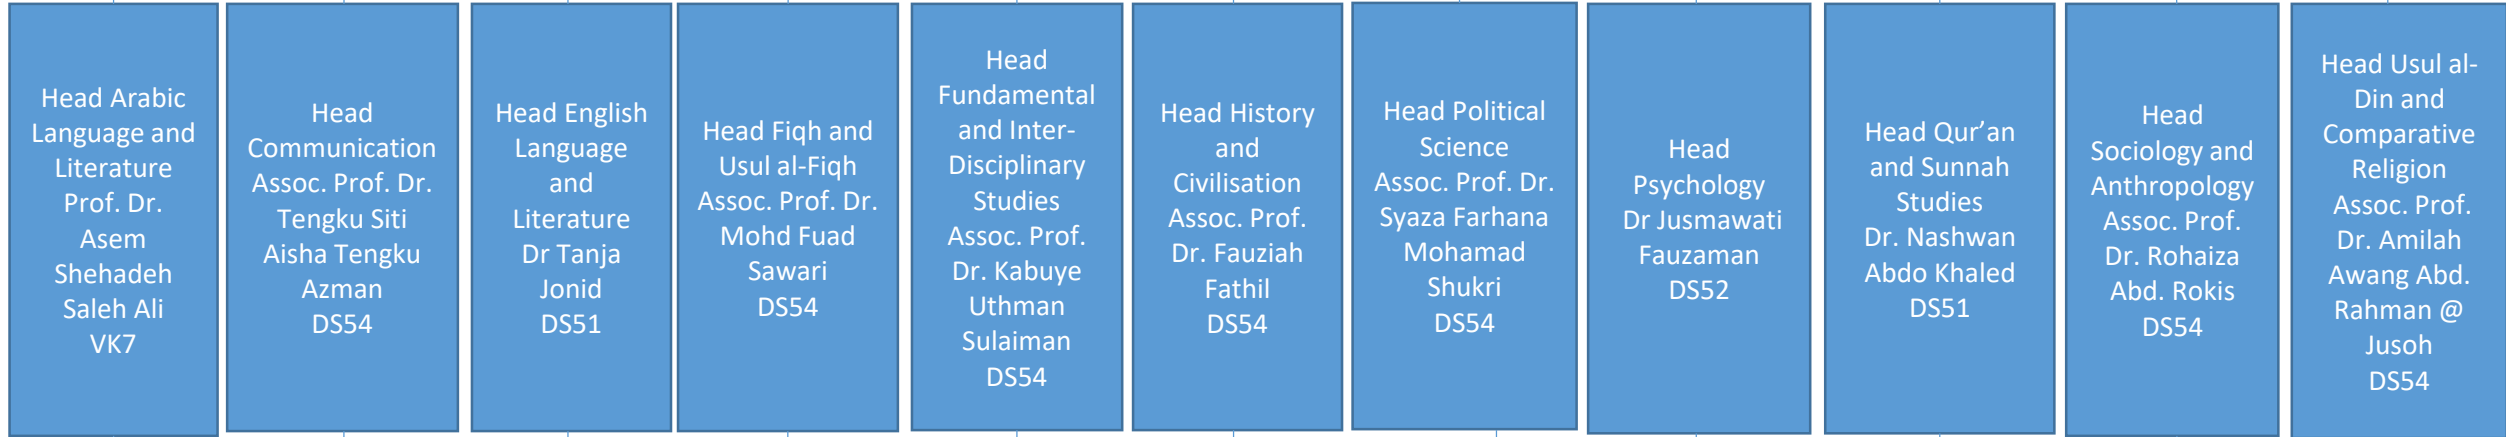 Head Arabic
Language and
Literature
Prof. Dr.
Asem
Shehadeh
Saleh Ali
VK7
Head
Communication
Assoc. Prof. Dr.
Tengku Siti
Aisha Tengku
Azman
DS54
Head English
Language
and
Literature
Dr Tanja
Jonid
DS51
Head Fiqh and
Usul al-Fiqh
Assoc. Prof. Dr.
Mohd Fuad
Sawari
DS54
Head
Fundamental
and Inter-
Disciplinary
Studies
Assoc. Prof.
Dr. Kabuye
Uthman
Sulaiman
DS54
Head History
and
Civilisation
Assoc. Prof.
Dr. Fauziah
Fathil
DS54
Head Political
Science
Assoc. Prof. Dr.
Syaza Farhana
Mohamad
Shukri
DS54
Head
Psychology
Dr Jusmawati
Fauzaman
DS52
Head Qur’an
and Sunnah
Studies
Dr. Nashwan
Abdo Khaled
DS51
Head
Sociology and
Anthropology
Assoc. Prof.
Dr. Rohaiza
Abd. Rokis
DS54
Head Usul al-
Din and
Comparative
Religion
Assoc. Prof.
Dr. Amilah
Awang Abd.
Rahman @
Jusoh
DS54